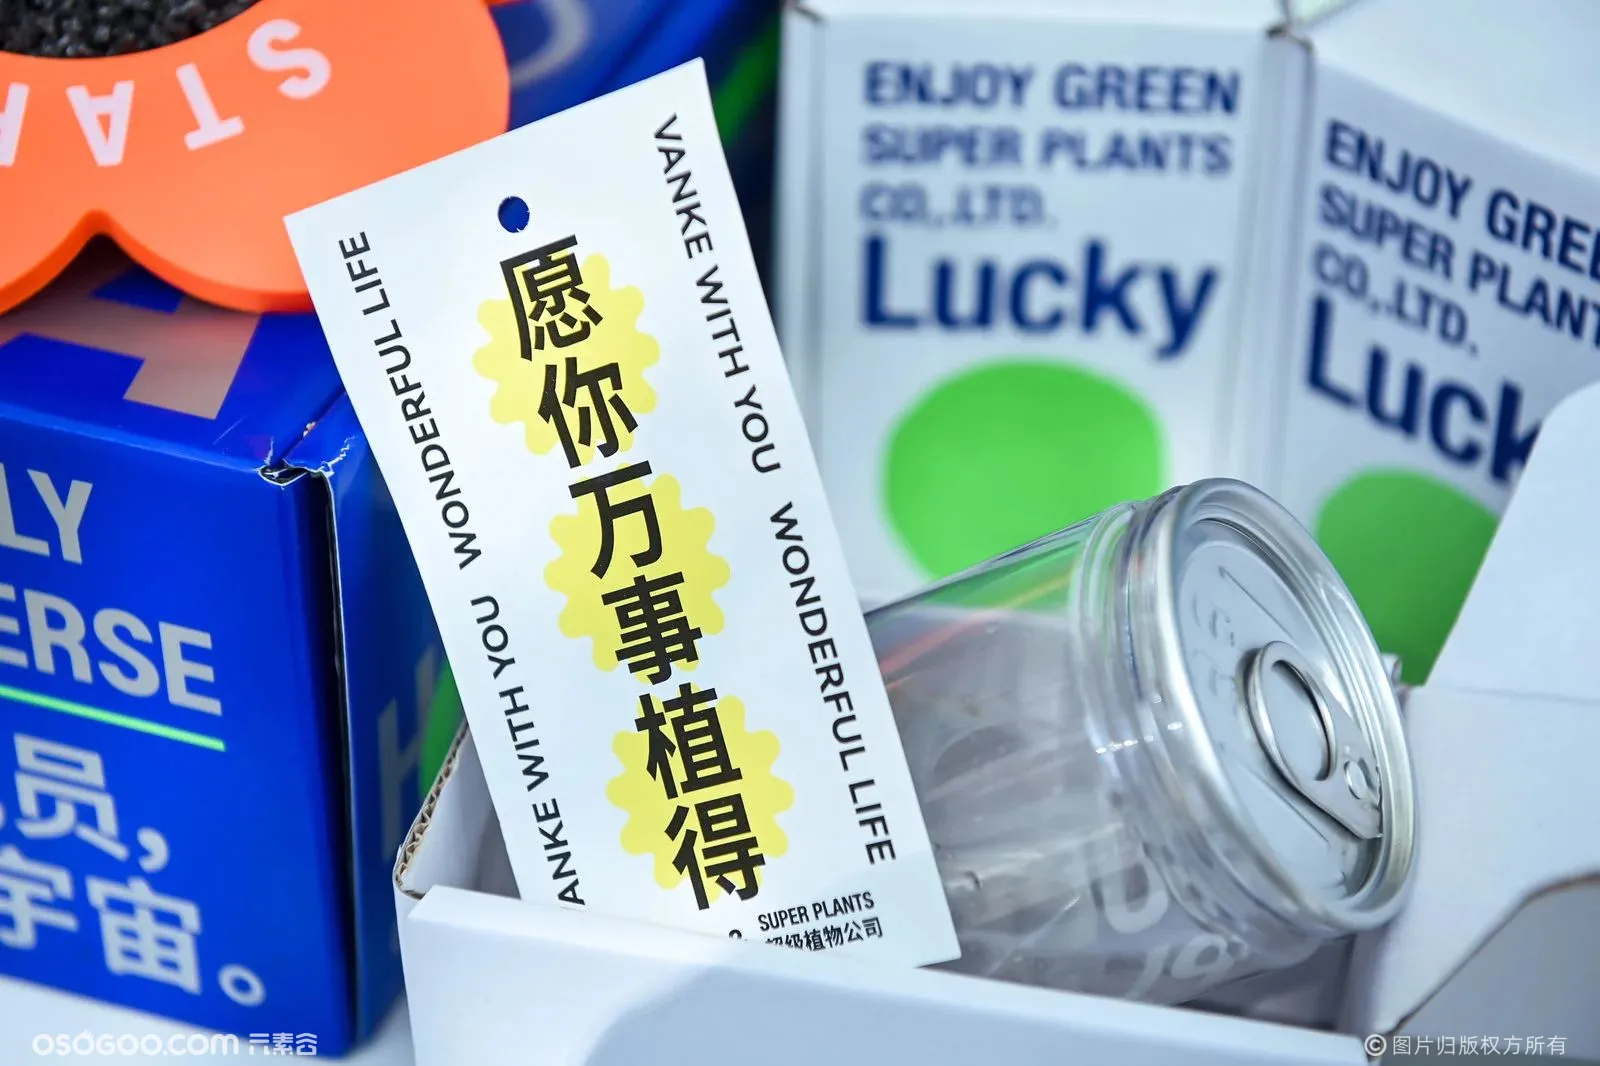 STAR
ENJOY GREEN
SUPER PLANTS
CO,.LTD.
Lucky
ENJOY GREE
SUPER PLANT
CO,.LTD.
Luck
VANKE WITH YOU WONDERFUL LIFE
愿你万事植得
ANKE WITH YOU WONDERFUL LIFE
SUPER PLANTS
超级植物公司
LY
ERSE
员,
宇宙。
osogoo.com 元素谷
©图片归版权方所有